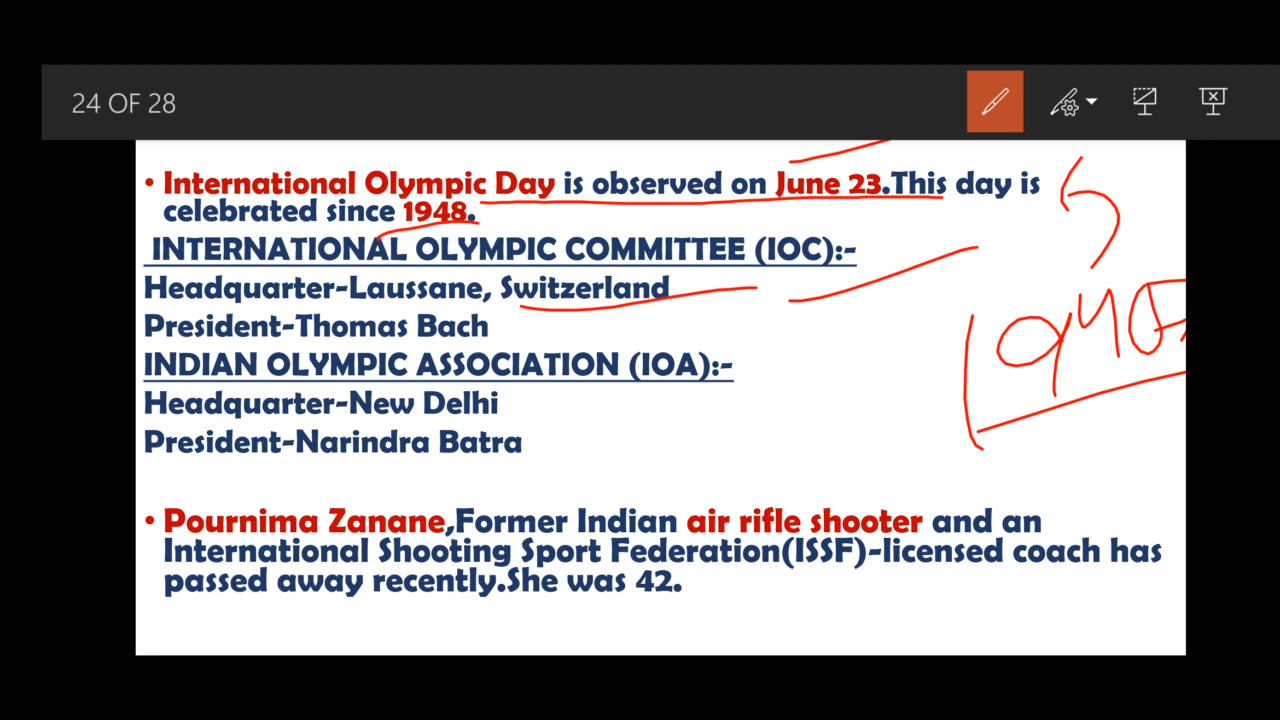 24 OF 28
• International Olympic Day is observed on June 23.This day is
celebrated since 1948.
INTERNATIONAL OLYMPIC COMMITTEE (IOC):-
Headquarter-Laussane, Switzerland
President-Thomas Bach
INDIAN OLYMPIC ASSOCIATION (IOA):-
Headquarter-New Delhi
President-Narindra Batra
• Pournima Zanane,Former Indian air rifle shooter and an
International Shooting Sport Federation(ISSF)-licensed coach has
passed away recently.She was 42.